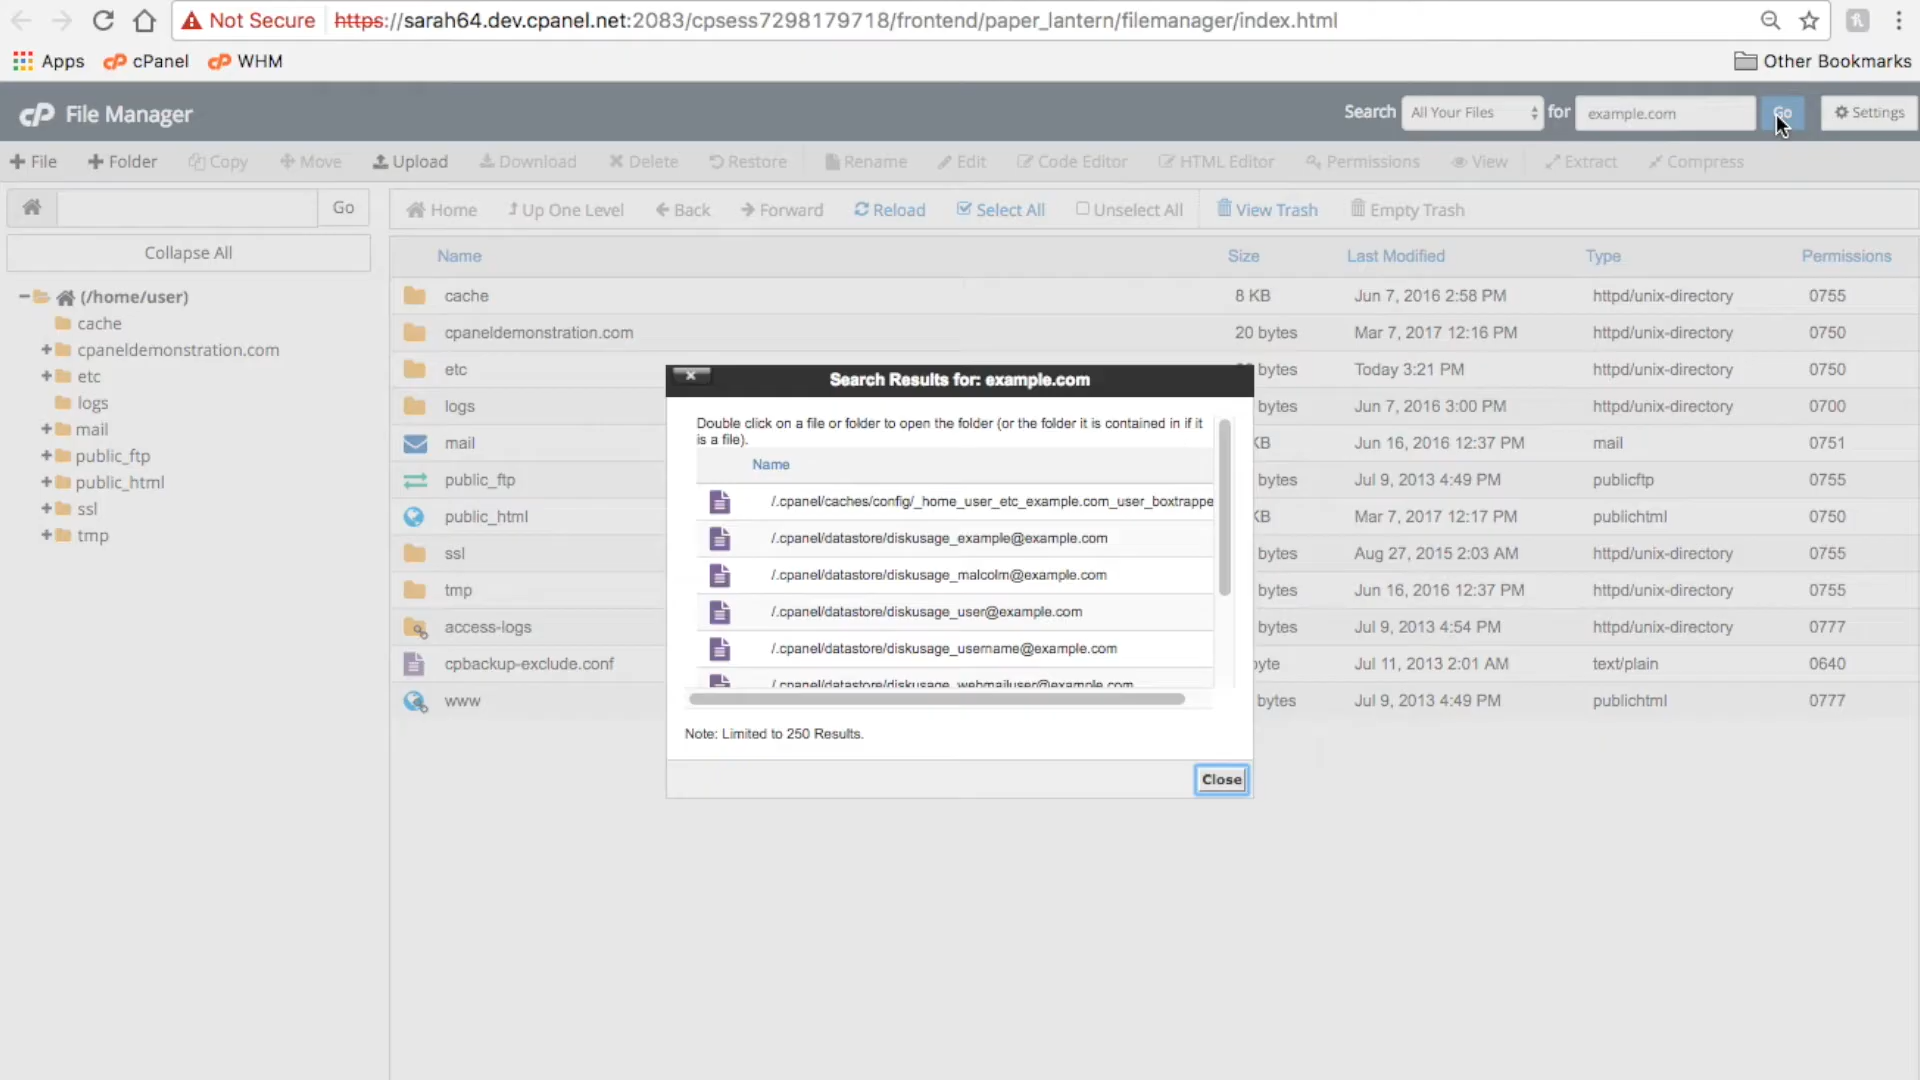 Not Secure https://sarah64.dev.cpanel.net:2083/cpsess7298179718/frontend/paper_lantern/filemanager/index.html
Apps cPanel WHM Other Bookmarks
cP File Manager Search All Your Files for example.com Go Settings
File Folder Copy Move Upload Download Delete Restore Rename Edit Code Editor HTML Editor Permissions View Extract Compress
Go Home Up One Level Back Forward Reload Select All Unselect All View Trash Empty Trash
Collapse All
(/home/user)
cache
cpaneldemonstration.com
etc
logs
mail
public_ftp
public_html
ssl
tmp
Name Size Last Modified Type Permissions
cache 8 KB Jun 7, 2016 2:58 PM httpd/unix-directory 0755
cpaneldemonstration.com 20 bytes Mar 7, 2017 12:16 PM httpd/unix-directory 0750
etc bytes Today 3:21 PM httpd/unix-directory 0750
logs bytes Jun 7, 2016 3:00 PM httpd/unix-directory 0700
mail KB Jun 16, 2016 12:37 PM mail 0751
public_ftp bytes Jul 9, 2013 4:49 PM publicftp 0755
public_html KB Mar 7, 2017 12:17 PM publichtml 0750
ssl bytes Aug 27, 2015 2:03 AM httpd/unix-directory 0755
tmp bytes Jun 16, 2016 12:37 PM httpd/unix-directory 0755
access-logs bytes Jul 9, 2013 4:54 PM httpd/unix-directory 0777
cpbackup-exclude.conf byte Jul 11, 2013 2:01 AM text/plain 0640
www bytes Jul 9, 2013 4:49 PM publichtml 0777
Search Results for: example.com
Double click on a file or folder to open the folder (or the folder it is contained in if it
is a file).
Name
/.cpanel/caches/config/_home_user_etc_example.com_user_boxtrappe
/.cpanel/datastore/diskusage_example@example.com
/.cpanel/datastore/diskusage_malcolm@example.com
/.cpanel/datastore/diskusage_user@example.com
/.cpanel/datastore/diskusage_username@example.com
/.cpanel/datastore/diskusage_webmailuser@example.com
Note: Limited to 250 Results.
Close